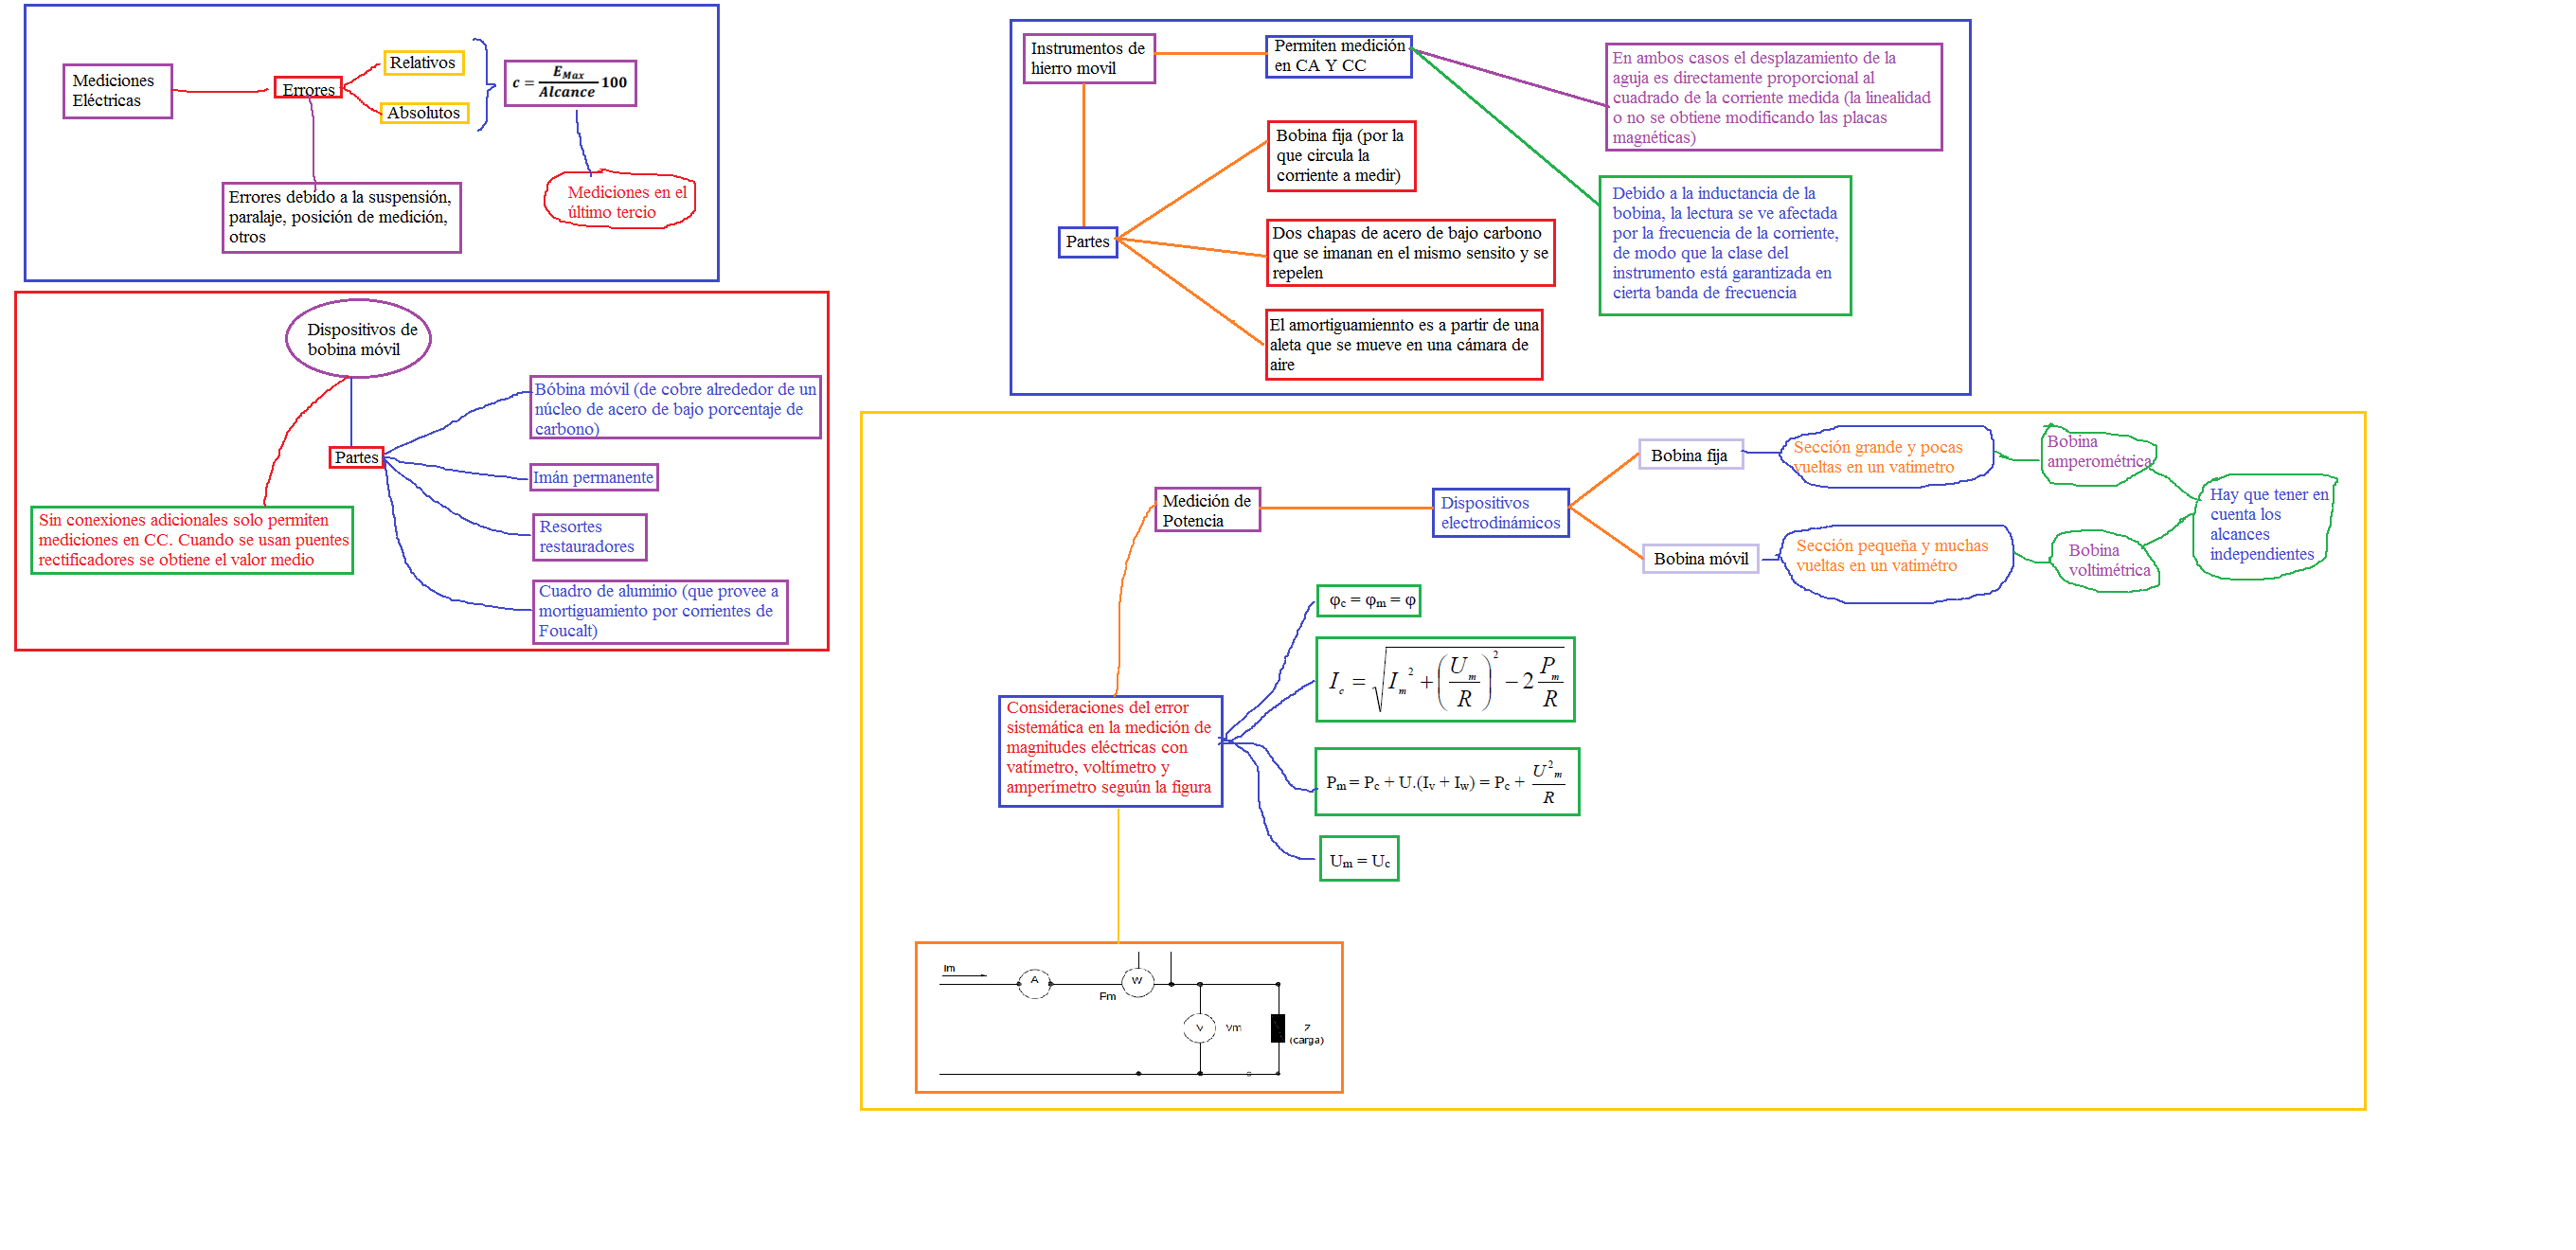 Mediciones
Eléctricas
Errores
Relativos
Absolutos
c = E_Max / Alcance 100
Errores debido a la suspensión,
paralaje, posición de medición,
otros
Mediciones en el
último tercio
Dispositivos de
bobina móvil
Partes
Bóbina móvil (de cobre alrededor de un
núcleo de acero de bajo porcentaje de
carbono)
Imán permanente
Resortes
restauradores
Cuadro de aluminio (que provee a
mortiguamiento por corrientes de
Foucalt)
Sin conexiones adicionales solo permiten
mediciones en CC. Cuando se usan puentes
rectificadores se obtiene el valor medio
Instrumentos de
hierro movil
Permiten medición
en CA Y CC
En ambos casos el desplazamiento de la
aguja es directamente proporcional al
cuadrado de la corriente medida (la linealidad
o no se obtiene modificando las placas
magnéticas)
Debido a la inductancia de la
bobina, la lectura se ve afectada
por la frecuencia de la corriente,
de modo que la clase del
instrumento está garantizada en
cierta banda de frecuencia
Partes
Bobina fija (por la
que circula la
corriente a medir)
Dos chapas de acero de bajo carbono
que se imanan en el mismo sensito y se
repelen
El amortiguamiennto es a partir de una
aleta que se mueve en una cámara de
aire
Medición de
Potencia
Dispositivos
electrodinámicos
Bobina fija
Sección grande y pocas
vueltas en un vatimetro
Bobina
amperométrica
Bobina móvil
Sección pequeña y muchas
vueltas en un vatimétro
Bobina
voltimétrica
Hay que tener en
cuenta los
alcances
independientes
Consideraciones del error
sistemática en la medición de
magnitudes eléctricas con
vatímetro, voltímetro y
amperímetro seguún la figura
φc = φm = φ
I_c = √(I_m² + (U_m / R)² − 2 P_m / R)
Pm = Pc + U.(Iv + Iw) = Pc + U²m / R
Um = Uc
Im
A
W
Pm
V
Vm
Z
(carga)